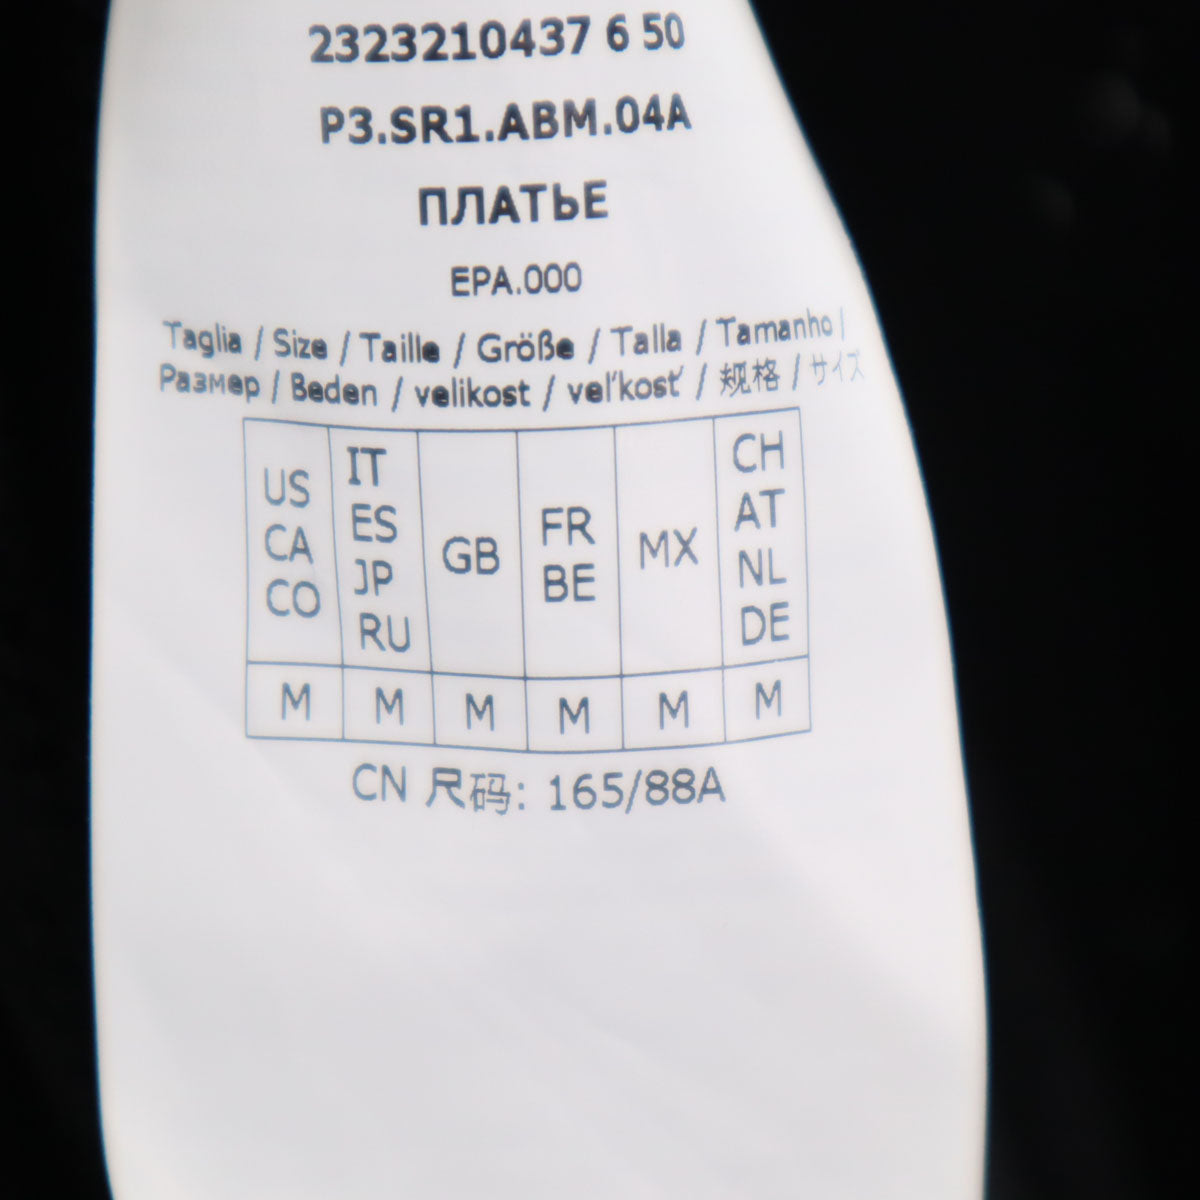 2323210437 6 50
P3.SR1.ABM.04A
ПЛАТЬЕ
EPA.000
Taglia / Size / Taille / Größe / Talla / Tamanho /
Размер / Beden / velikost / veľkosť / 规格 / サイズ
US CA CO
IT ES JP RU
GB
FR BE
MX
CH AT NL DE
M M M M M M
CN 尺码: 165/88A